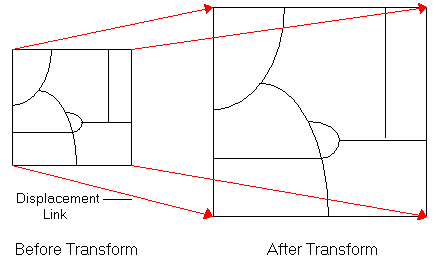 Displacement
Link
Before Transform
After Transform